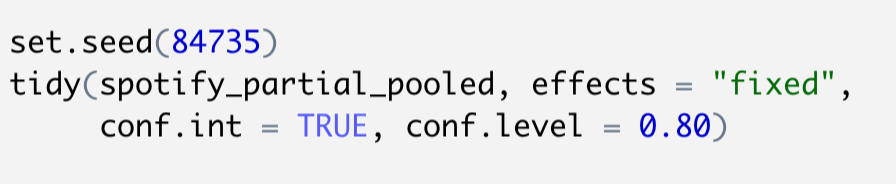 set.seed(84735)
tidy(spotify_partial_pooled, effects = "fixed",
     conf.int = TRUE, conf.level = 0.80)